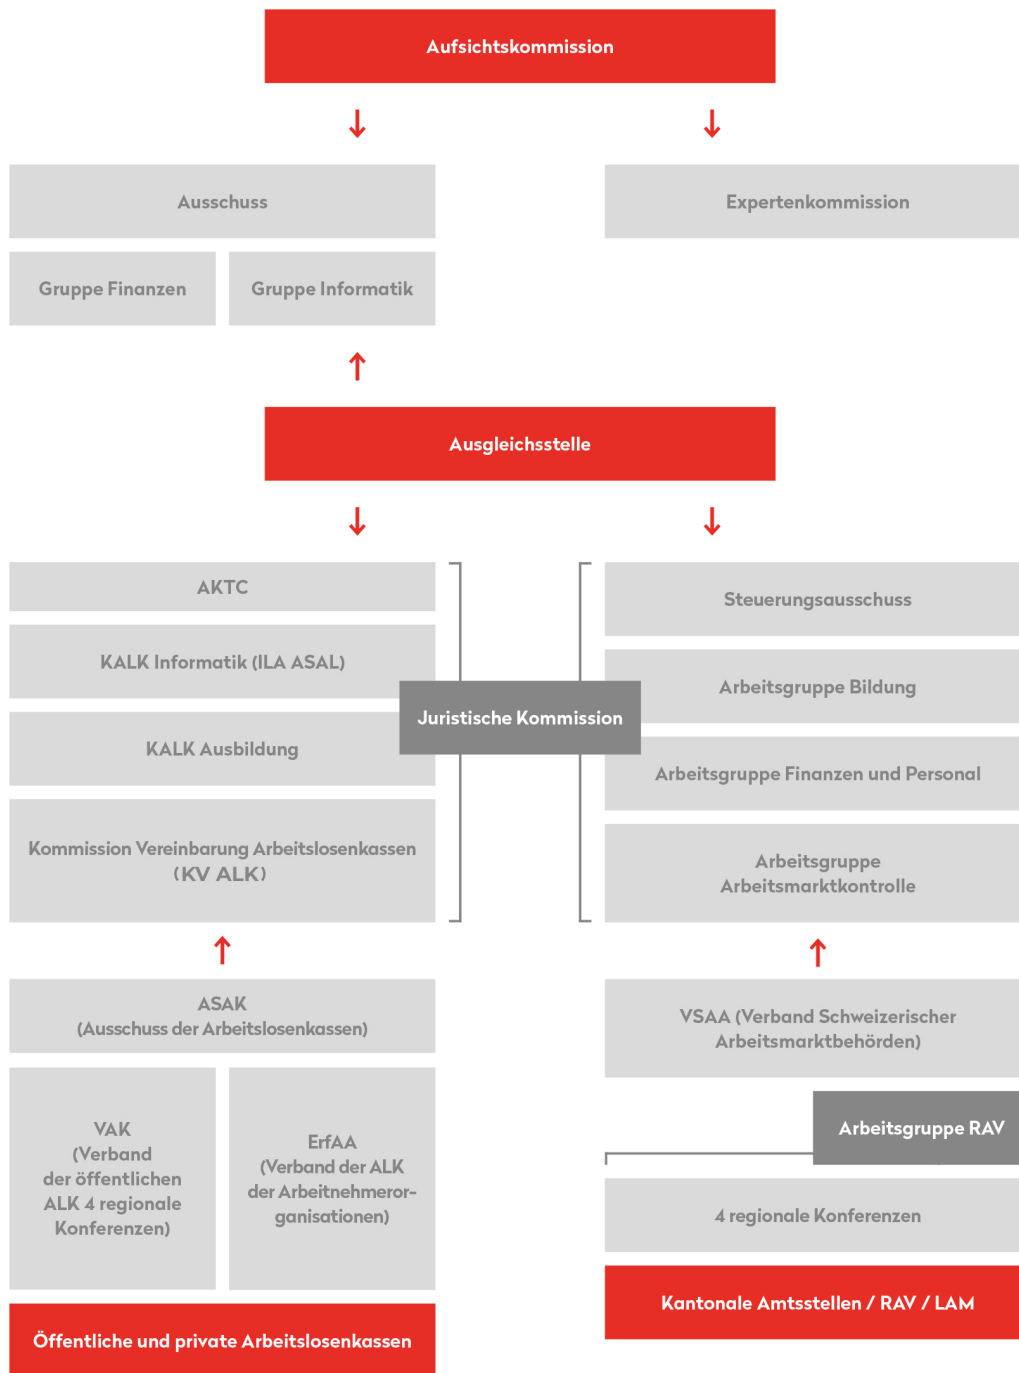 Aufsichtskommission
Ausschuss
Expertenkommission
Gruppe Finanzen
Gruppe Informatik
Ausgleichsstelle
AKTC
KALK Informatik (ILA ASAL)
KALK Ausbildung
Kommission Vereinbarung Arbeitslosenkassen
(KV ALK)
Juristische Kommission
Steuerungsausschuss
Arbeitsgruppe Bildung
Arbeitsgruppe Finanzen und Personal
Arbeitsgruppe
Arbeitsmarktkontrolle
ASAK
(Ausschuss der Arbeitslosenkassen)
VAK
(Verband
der öffentlichen
ALK 4 regionale
Konferenzen)
ErfAA
(Verband der ALK
der Arbeitnehmeror-
ganisationen)
Öffentliche und private Arbeitslosenkassen
VSAA (Verband Schweizerischer
Arbeitsmarktbehörden)
Arbeitsgruppe RAV
4 regionale Konferenzen
Kantonale Amtsstellen / RAV / LAM